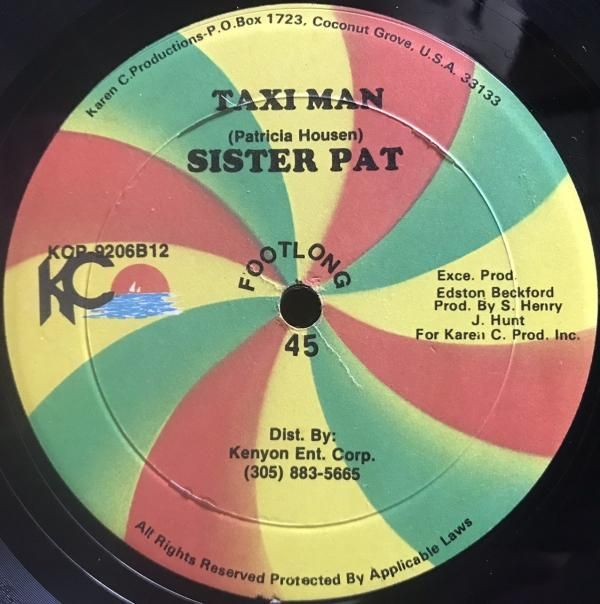 Karen C.Productions-P.O.Box 1723, Coconut Grove, U.S.A. 33133
TAXI MAN
(Patricia Housen)
SISTER PAT
KCP-9206B12
KC
FOOTLONG
45
Exce. Prod.
Edston Beckford
Prod. By S. Henry
J. Hunt
For Karen C. Prod. Inc.
Dist. By:
Kenyon Ent. Corp.
(305) 883-5665
All Rights Reserved Protected By Applicable Laws